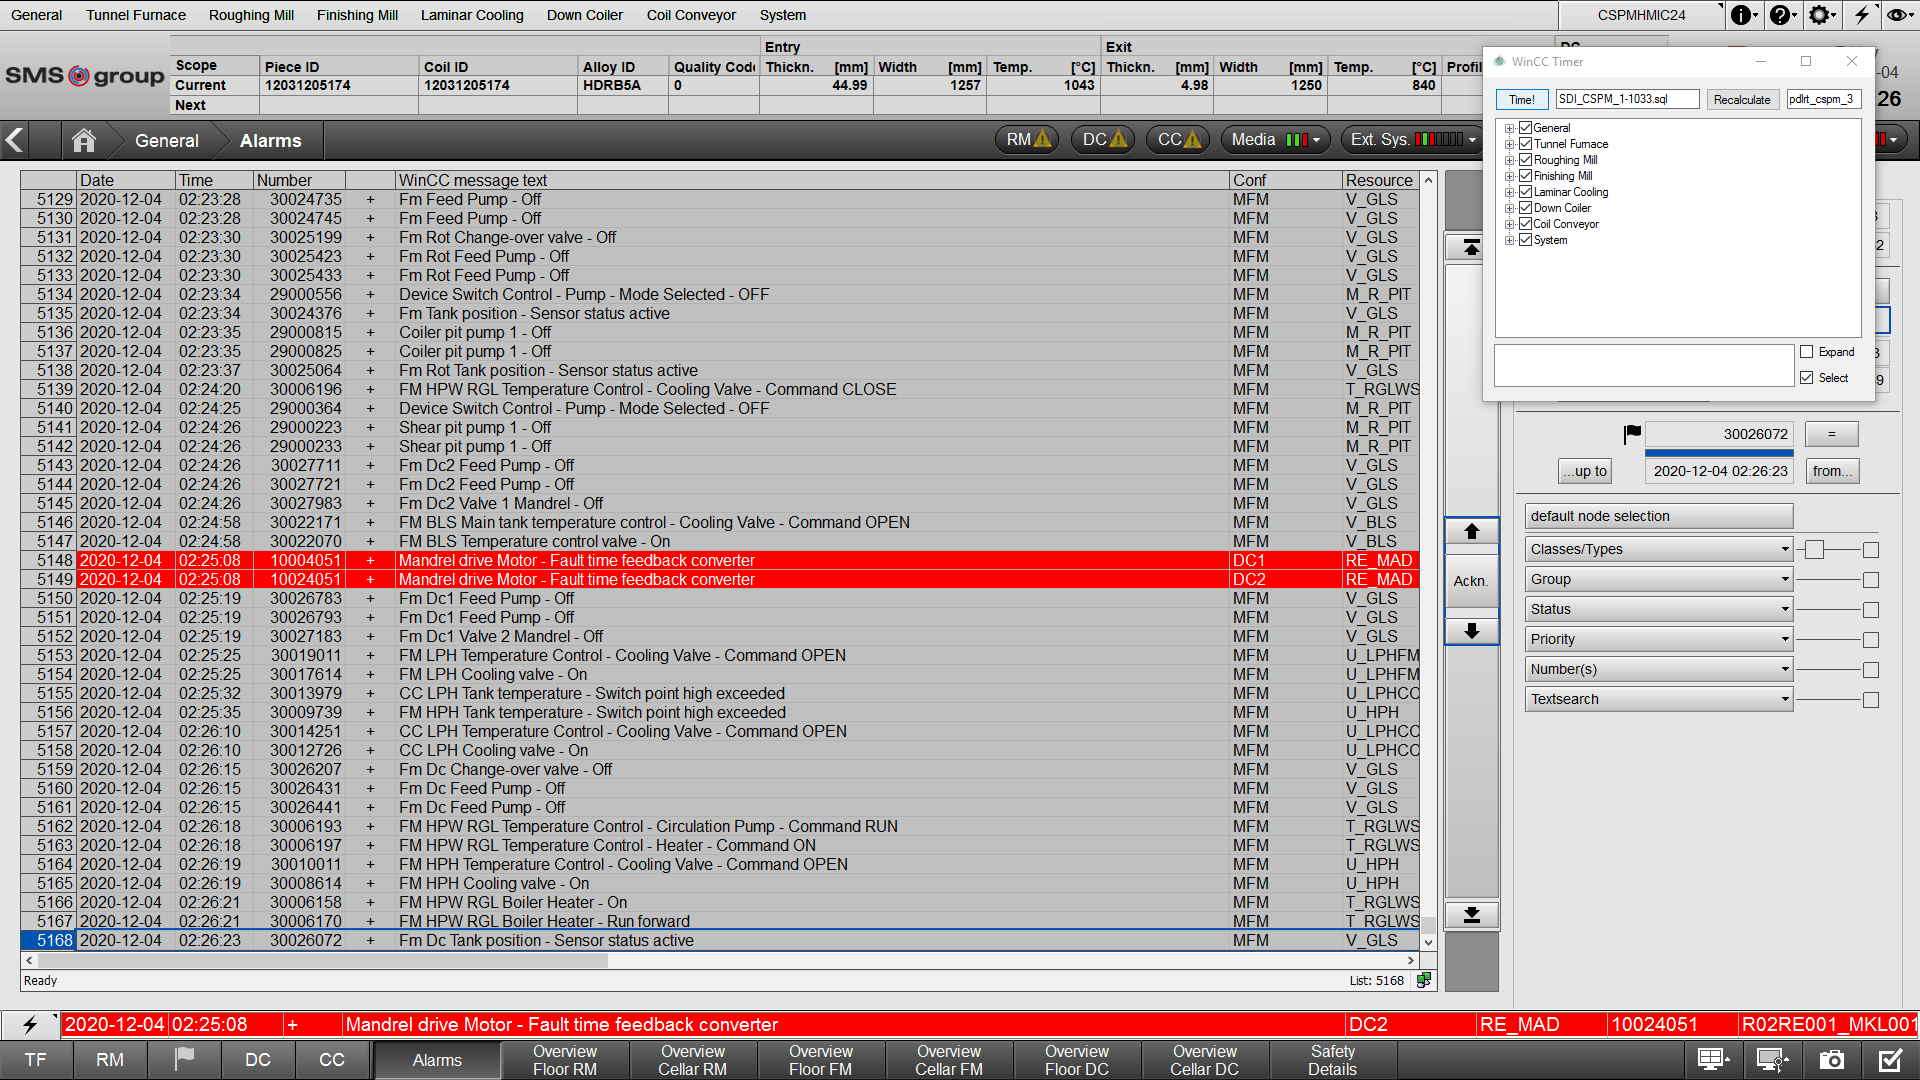 General Tunnel Furnace Roughing Mill Finishing Mill Laminar Cooling Down Coiler Coil Conveyor System CSPMHMIC24
SMS group
Entry Exit
Scope Piece ID Coil ID Alloy ID Quality Thickn. [mm] Width [mm] Temp. [°C] Thickn. [mm] Width [mm] Temp. [°C]
Current 12031205174 12031205174 HDRB5A 0 44.99 1257 1043 4.98 1250 840
Next
-04
26
General Alarms RM DC CC Media Ext. Sys.
WinCC Timer
Time! SDI_CSPM_1-1033.sql Recalculate pdlrt_cspm_3
General
Tunnel Furnace
Roughing Mill
Finishing Mill
Laminar Cooling
Down Coiler
Coil Conveyor
System
Expand
Select
Date Time Number WinCC message text Conf Resource
5129 2020-12-04 02:23:28 30024735 + Fm Feed Pump - Off MFM V_GLS
5130 2020-12-04 02:23:28 30024745 + Fm Feed Pump - Off MFM V_GLS
5131 2020-12-04 02:23:30 30025199 + Fm Rot Change-over valve - Off MFM V_GLS
5132 2020-12-04 02:23:30 30025423 + Fm Rot Feed Pump - Off MFM V_GLS
5133 2020-12-04 02:23:30 30025433 + Fm Rot Feed Pump - Off MFM V_GLS
5134 2020-12-04 02:23:34 29000556 + Device Switch Control - Pump - Mode Selected - OFF MFM M_R_PIT
5135 2020-12-04 02:23:34 30024376 + Fm Tank position - Sensor status active MFM V_GLS
5136 2020-12-04 02:23:35 29000815 + Coiler pit pump 1 - Off MFM M_R_PIT
5137 2020-12-04 02:23:35 29000825 + Coiler pit pump 1 - Off MFM M_R_PIT
5138 2020-12-04 02:23:37 30025064 + Fm Rot Tank position - Sensor status active MFM V_GLS
5139 2020-12-04 02:24:20 30006196 + FM HPW RGL Temperature Control - Cooling Valve - Command CLOSE MFM T_RGLWS
5140 2020-12-04 02:24:25 29000364 + Device Switch Control - Pump - Mode Selected - OFF MFM M_R_PIT
5141 2020-12-04 02:24:26 29000223 + Shear pit pump 1 - Off MFM M_R_PIT
5142 2020-12-04 02:24:26 29000233 + Shear pit pump 1 - Off MFM M_R_PIT
5143 2020-12-04 02:24:26 30027711 + Fm Dc2 Feed Pump - Off MFM V_GLS
5144 2020-12-04 02:24:26 30027721 + Fm Dc2 Feed Pump - Off MFM V_GLS
5145 2020-12-04 02:24:26 30027983 + Fm Dc2 Valve 1 Mandrel - Off MFM V_GLS
5146 2020-12-04 02:24:58 30022171 + FM BLS Main tank temperature control - Cooling Valve - Command OPEN MFM V_BLS
5147 2020-12-04 02:24:58 30022070 + FM BLS Temperature control valve - On MFM V_BLS
5148 2020-12-04 02:25:08 10004051 + Mandrel drive Motor - Fault time feedback converter DC1 RE_MAD
5149 2020-12-04 02:25:08 10024051 + Mandrel drive Motor - Fault time feedback converter DC2 RE_MAD
5150 2020-12-04 02:25:19 30026783 + Fm Dc1 Feed Pump - Off MFM V_GLS
5151 2020-12-04 02:25:19 30026793 + Fm Dc1 Feed Pump - Off MFM V_GLS
5152 2020-12-04 02:25:19 30027183 + Fm Dc1 Valve 2 Mandrel - Off MFM V_GLS
5153 2020-12-04 02:25:25 30019011 + FM LPH Temperature Control - Cooling Valve - Command OPEN MFM U_LPHFM
5154 2020-12-04 02:25:25 30017614 + FM LPH Cooling valve - On MFM U_LPHFM
5155 2020-12-04 02:25:32 30013979 + CC LPH Tank temperature - Switch point high exceeded MFM U_LPHCC
5156 2020-12-04 02:25:35 30009739 + FM HPH Tank temperature - Switch point high exceeded MFM U_HPH
5157 2020-12-04 02:26:10 30014251 + CC LPH Temperature Control - Cooling Valve - Command OPEN MFM U_LPHCC
5158 2020-12-04 02:26:10 30012726 + CC LPH Cooling valve - On MFM U_LPHCC
5159 2020-12-04 02:26:15 30026207 + Fm Dc Change-over valve - Off MFM V_GLS
5160 2020-12-04 02:26:15 30026431 + Fm Dc Feed Pump - Off MFM V_GLS
5161 2020-12-04 02:26:15 30026441 + Fm Dc Feed Pump - Off MFM V_GLS
5162 2020-12-04 02:26:18 30006193 + FM HPW RGL Temperature Control - Circulation Pump - Command RUN MFM T_RGLWS
5163 2020-12-04 02:26:18 30006197 + FM HPW RGL Temperature Control - Heater - Command ON MFM T_RGLWS
5164 2020-12-04 02:26:19 30010011 + FM HPH Temperature Control - Cooling Valve - Command OPEN MFM U_HPH
5165 2020-12-04 02:26:19 30008614 + FM HPH Cooling valve - On MFM U_HPH
5166 2020-12-04 02:26:21 30006158 + FM HPW RGL Boiler Heater - On MFM T_RGLWS
5167 2020-12-04 02:26:21 30006170 + FM HPW RGL Boiler Heater - Run forward MFM T_RGLWS
5168 2020-12-04 02:26:23 30026072 + Fm Dc Tank position - Sensor status active MFM V_GLS
Ready List: 5168
Ackn.
30026072 =
...up to 2020-12-04 02:26:23 from...
default node selection
Classes/Types
Group
Status
Priority
Number(s)
Textsearch
2020-12-04 02:25:08 + Mandrel drive Motor - Fault time feedback converter DC2 RE_MAD 10024051 R02RE001_MKL001
TF RM DC CC Alarms
Overview Floor RM
Overview Cellar RM
Overview Floor FM
Overview Cellar FM
Overview Floor DC
Overview Cellar DC
Safety Details